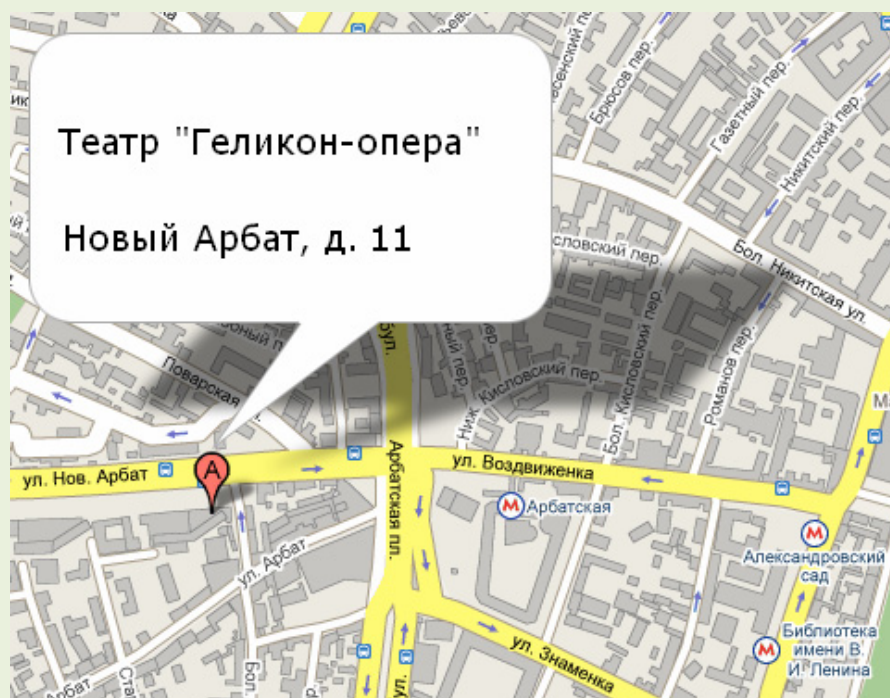 Театр "Геликон-опера"
Новый Арбат, д. 11
Брюсов пер.
Газетный пер.
Никитский пер.
Бол. Никитская ул.
Романов пер.
Бол. Кисловский пер.
Ниж. Кисловский пер.
Поварская ул.
ул. Нов. Арбат
A
Арбатская пл.
ул. Воздвиженка
Арбатская
Александровский
сад
ул. Арбат
ул. Знаменка
Библиотека
имени В.
И. Ленина
Арбат